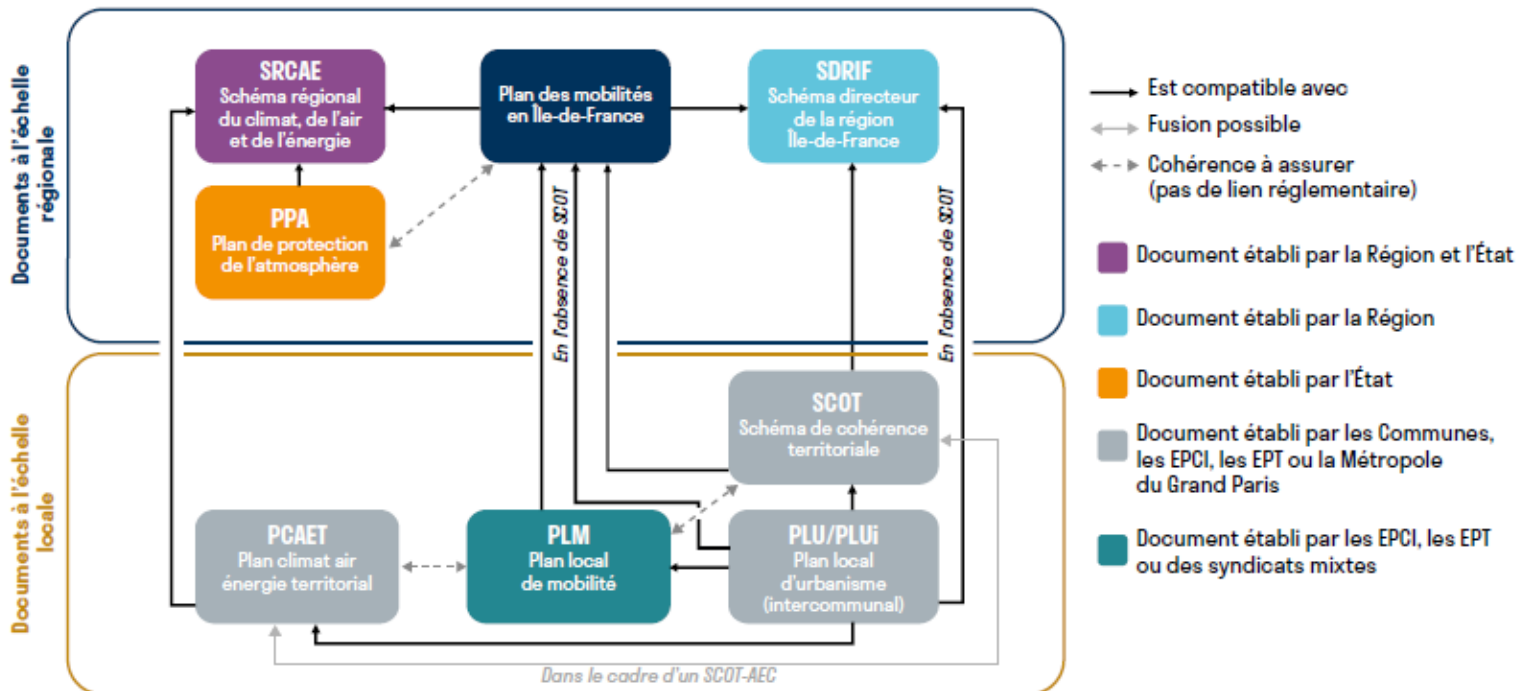 Documents à l'échelle
régionale
SRCAE
Schéma régional
du climat, de l'air
et de l'énergie
Plan des mobilités
en Île-de-France
SDRIF
Schéma directeur
de la région
Île-de-France
PPA
Plan de protection
de l'atmosphère
En l'absence de SCOT
En l'absence de SCOT
Documents à l'échelle
locale
SCOT
Schéma de cohérence
territoriale
PCAET
Plan climat air
énergie territorial
PLM
Plan local
de mobilité
PLU/PLUi
Plan local
d'urbanisme
(intercommunal)
Dans le cadre d'un SCOT-AEC
Est compatible avec
Fusion possible
Cohérence à assurer
(pas de lien réglementaire)
Document établi par la Région et l'État
Document établi par la Région
Document établi par l'État
Document établi par les Communes,
les EPCI, les EPT ou la Métropole
du Grand Paris
Document établi par les EPCI, les EPT
ou des syndicats mixtes